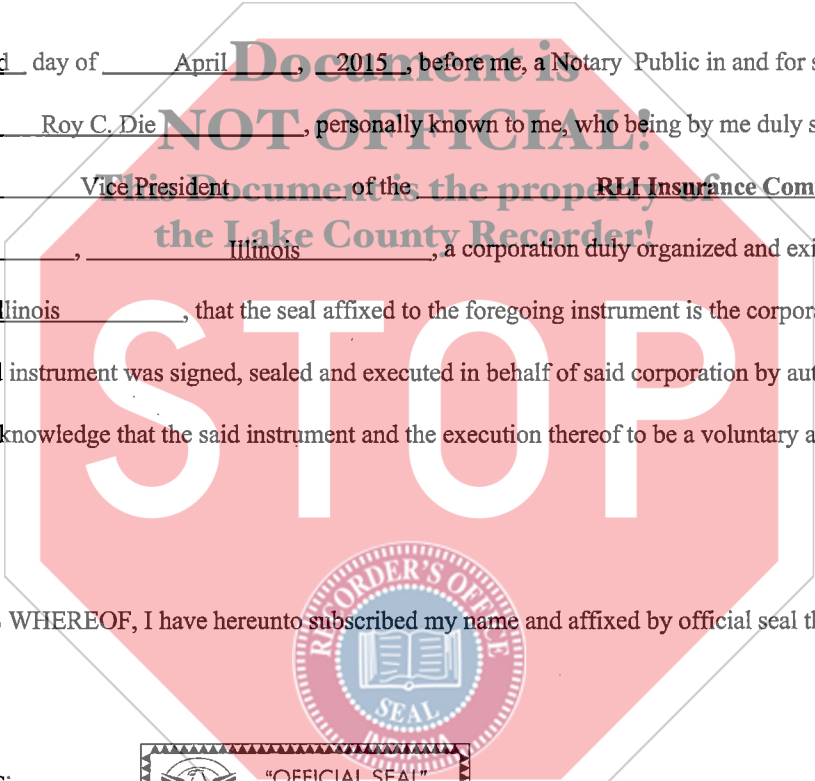 d day of April, 2015, before me, a Notary Public in and for s
Roy C. Die, personally known to me, who being by me duly s
Vice President of the RLI Insurance Com
, Illinois, a corporation duly organized and exi
llinois, that the seal affixed to the foregoing instrument is the corpor
instrument was signed, sealed and executed in behalf of said corporation by aut
knowledge that the said instrument and the execution thereof to be a voluntary a
WHEREOF, I have hereunto subscribed my name and affixed by official seal th
Document is
NOT OFFICIAL!
This Document is the property of
the Lake County Recorder!
STOP
RECORDER'S OFFICE
SEAL
INDIANA
"OFFICIAL SEAL"